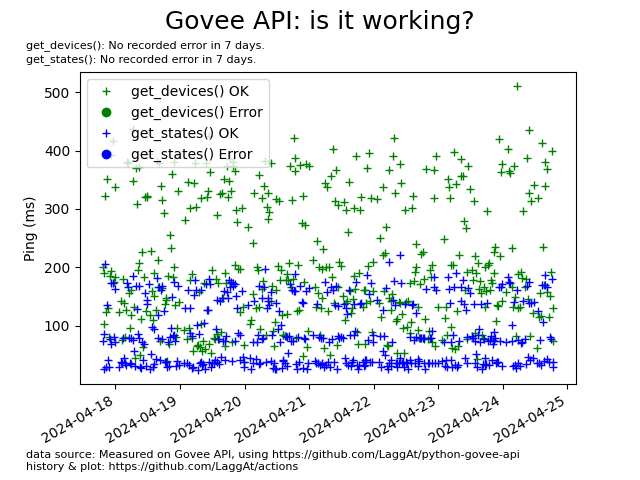 Govee API: is it working?
get_devices(): No recorded error in 7 days.
get_states(): No recorded error in 7 days.
get_devices() OK
get_devices() Error
get_states() OK
get_states() Error
Ping (ms)
500
400
300
200
100
2024-04-18
2024-04-19
2024-04-20
2024-04-21
2024-04-22
2024-04-23
2024-04-24
2024-04-25
data source: Measured on Govee API, using https://github.com/LaggAt/python-govee-api
history & plot: https://github.com/LaggAt/actions